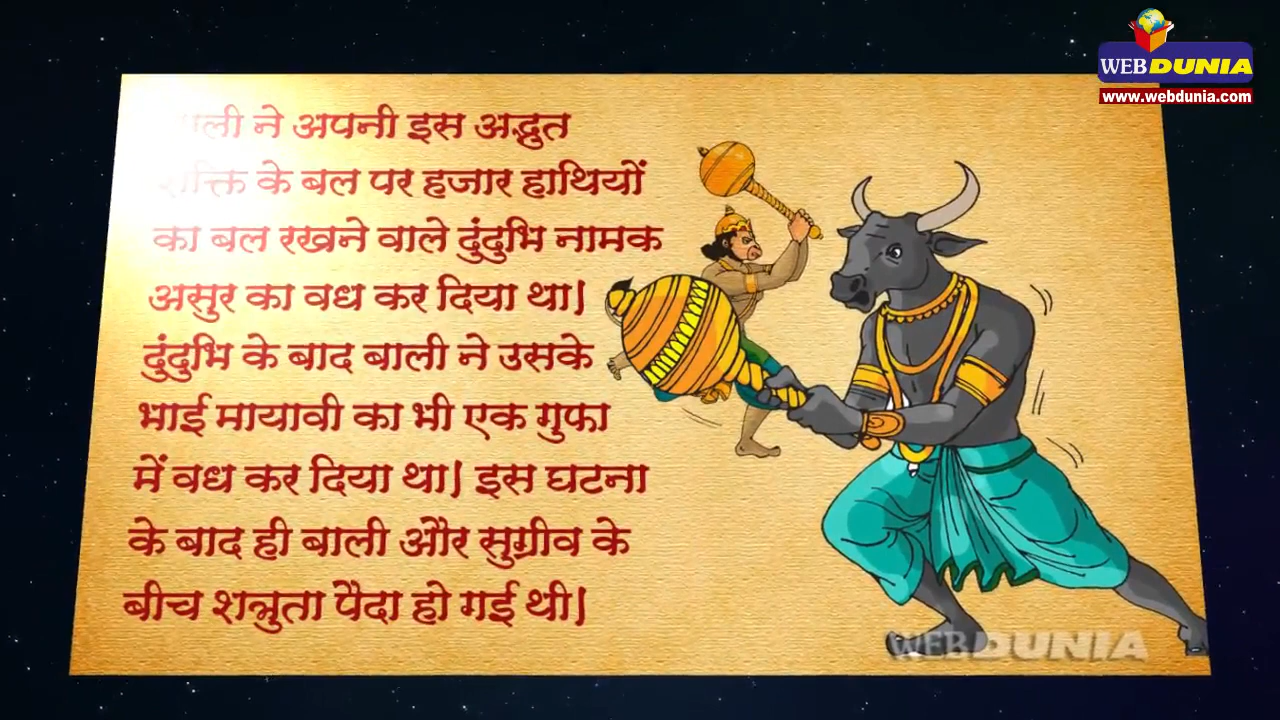 WEBDUNIA
www.webdunia.com
बाली ने अपनी इस अद्भुत
शक्ति के बल पर हजार हाथियों
का बल रखने वाले दुंदुभि नामक
असुर का वध कर दिया था।
दुंदुभि के बाद बाली ने उसके
भाई मायावी का भी एक गुफा
में वध कर दिया था। इस घटना
के बाद ही बाली और सुग्रीव के
बीच शत्रुता पैदा हो गई थी।
WEBDUNIA